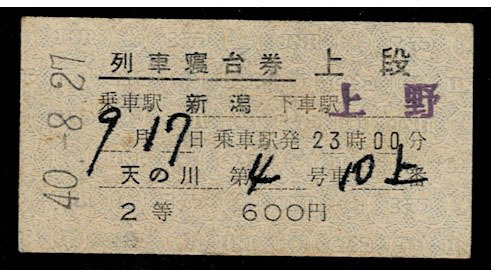 40.-8.27
列車寝台券 上段
乗車駅 新潟 下車駅 上野
9月17日 乗車駅発 23時00分
天の川 第4号車10上番
2等 600円